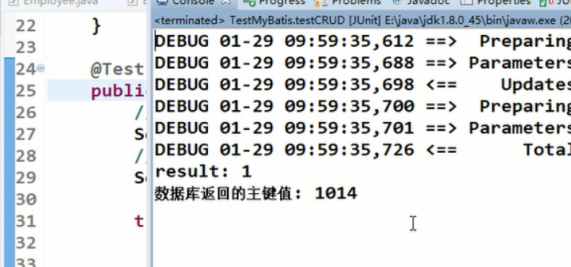 Employee.java
Console Progress Problems Javadoc Properties
<terminated> TestMyBatis.testCRUD [JUnit] E:\java\jdk1.8.0_45\bin\javaw.exe
22 }
23
24 @Test
25 public
26 //
27
28 //
29
30
31
32
33
DEBUG 01-29 09:59:35,612 ==> Preparing
DEBUG 01-29 09:59:35,688 ==> Parameters
DEBUG 01-29 09:59:35,698 <== Updates
DEBUG 01-29 09:59:35,700 ==> Preparing
DEBUG 01-29 09:59:35,701 ==> Parameters
DEBUG 01-29 09:59:35,726 <== Total
result: 1
数据库返回的主键值: 1014